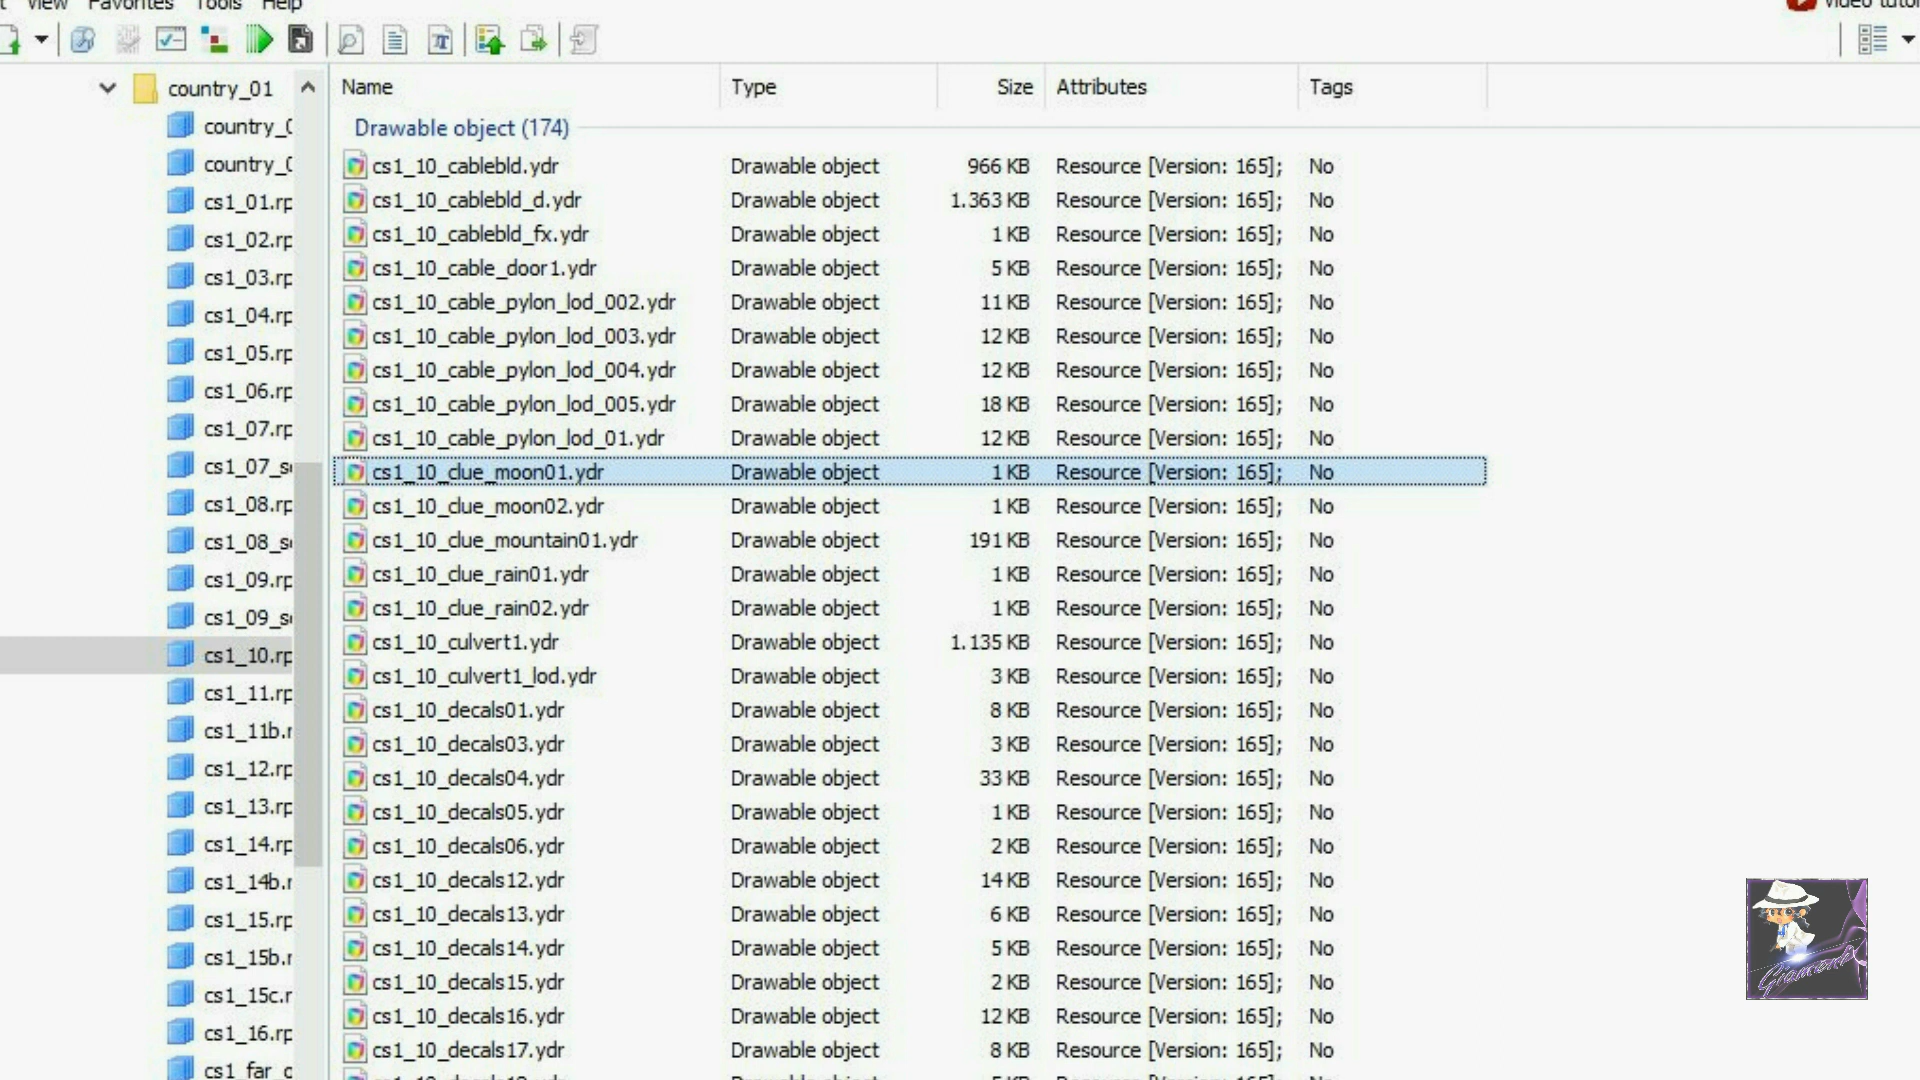 View Favorites Tools Help
Video
country_01
cs1_01.rp
cs1_02.rp
cs1_03.rp
cs1_04.rp
cs1_05.rp
cs1_06.rp
cs1_07.rp
cs1_07_s
cs1_08.rp
cs1_08_s
cs1_09.rp
cs1_09_s
cs1_10.rp
cs1_11.rp
cs1_11b.r
cs1_12.rp
cs1_13.rp
cs1_14.rp
cs1_14b.r
cs1_15.rp
cs1_15b.r
cs1_15c.r
cs1_16.rp
cs1_far_
Name Type Size Attributes Tags
Drawable object (174)
cs1_10_cablebld.ydr Drawable object 966 KB Resource [Version: 165]; No
cs1_10_cablebld_d.ydr Drawable object 1.363 KB Resource [Version: 165]; No
cs1_10_cablebld_fx.ydr Drawable object 1 KB Resource [Version: 165]; No
cs1_10_cable_door1.ydr Drawable object 5 KB Resource [Version: 165]; No
cs1_10_cable_pylon_lod_002.ydr Drawable object 11 KB Resource [Version: 165]; No
cs1_10_cable_pylon_lod_003.ydr Drawable object 12 KB Resource [Version: 165]; No
cs1_10_cable_pylon_lod_004.ydr Drawable object 12 KB Resource [Version: 165]; No
cs1_10_cable_pylon_lod_005.ydr Drawable object 18 KB Resource [Version: 165]; No
cs1_10_cable_pylon_lod_01.ydr Drawable object 12 KB Resource [Version: 165]; No
cs1_10_clue_moon01.ydr Drawable object 1 KB Resource [Version: 165]; No
cs1_10_clue_moon02.ydr Drawable object 1 KB Resource [Version: 165]; No
cs1_10_clue_mountain01.ydr Drawable object 191 KB Resource [Version: 165]; No
cs1_10_clue_rain01.ydr Drawable object 1 KB Resource [Version: 165]; No
cs1_10_clue_rain02.ydr Drawable object 1 KB Resource [Version: 165]; No
cs1_10_culvert1.ydr Drawable object 1.135 KB Resource [Version: 165]; No
cs1_10_culvert1_lod.ydr Drawable object 3 KB Resource [Version: 165]; No
cs1_10_decals01.ydr Drawable object 8 KB Resource [Version: 165]; No
cs1_10_decals03.ydr Drawable object 3 KB Resource [Version: 165]; No
cs1_10_decals04.ydr Drawable object 33 KB Resource [Version: 165]; No
cs1_10_decals05.ydr Drawable object 1 KB Resource [Version: 165]; No
cs1_10_decals06.ydr Drawable object 2 KB Resource [Version: 165]; No
cs1_10_decals12.ydr Drawable object 14 KB Resource [Version: 165]; No
cs1_10_decals13.ydr Drawable object 6 KB Resource [Version: 165]; No
cs1_10_decals14.ydr Drawable object 5 KB Resource [Version: 165]; No
cs1_10_decals15.ydr Drawable object 2 KB Resource [Version: 165]; No
cs1_10_decals16.ydr Drawable object 12 KB Resource [Version: 165]; No
cs1_10_decals17.ydr Drawable object 8 KB Resource [Version: 165]; No